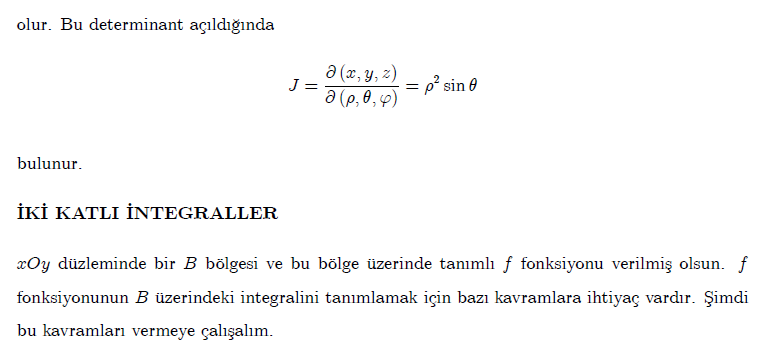 olur. Bu determinant açıldığında
J = ∂(x, y, z) / ∂(ρ, θ, φ) = ρ² sin θ
bulunur.
İKİ KATLI İNTEGRALLER
xOy düzleminde bir B bölgesi ve bu bölge üzerinde tanımlı f fonksiyonu verilmiş olsun. f
fonksiyonunun B üzerindeki integralini tanımlamak için bazı kavramlara ihtiyaç vardır. Şimdi
bu kavramları vermeye çalışalım.